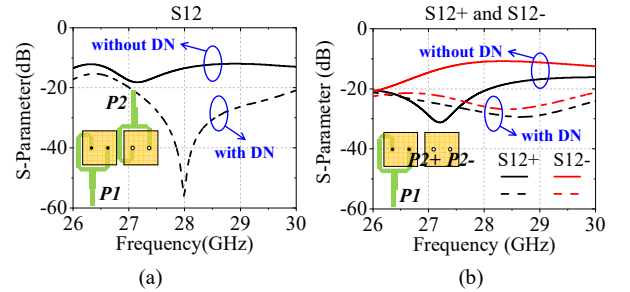 S12
S-Parameter(dB)
0
-20
-40
-60
without DN
P2
with DN
P1
26 27 28 29 30
Frequency(GHz)
(a)
S12+ and S12-
S-Parameter (dB)
0
-20
-40
-60
without DN
with DN
P2+ P2-
S12+ S12-
P1
26 27 28 29 30
Frequency (GHz)
(b)